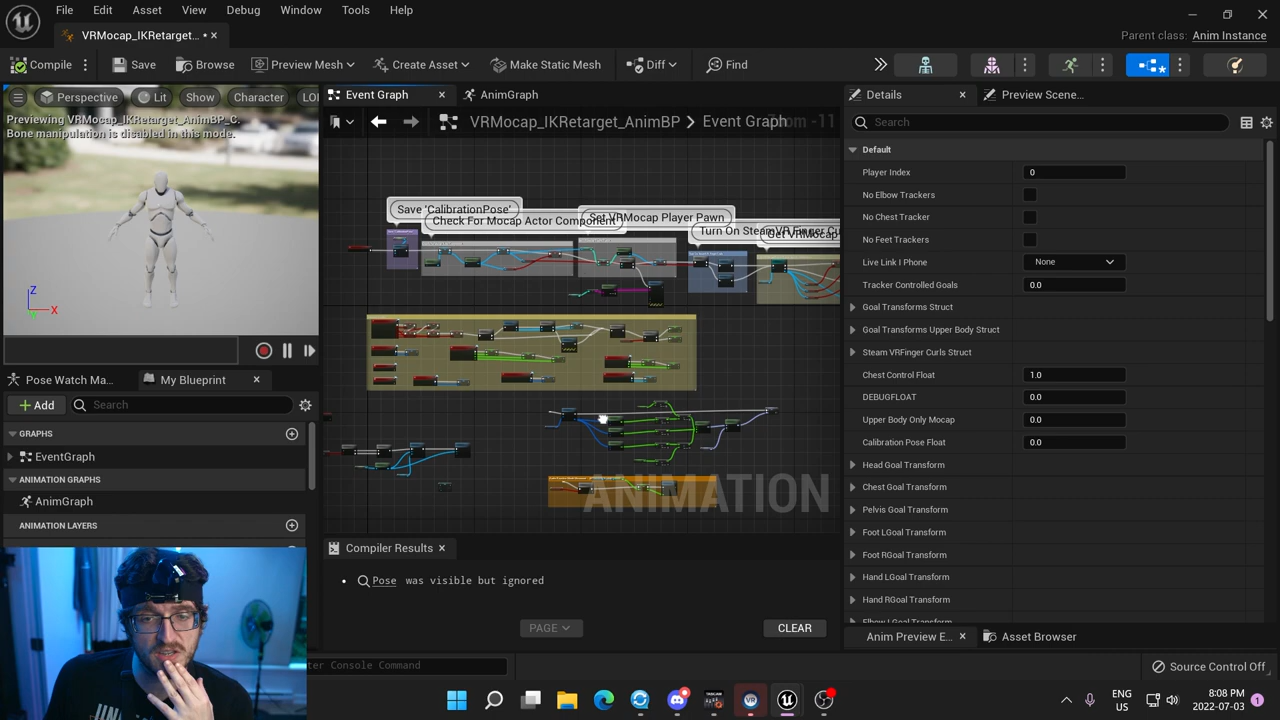 File Edit Asset View Debug Window Tools Help
VRMocap_IKRetarget... •
Parent class: Anim Instance
Compile Save Browse Preview Mesh Create Asset Make Static Mesh Diff Find
Perspective Lit Show Character LO
Previewing VRMocap_IKRetarget_AnimBP_C.
Bone manipulation is disabled in this mode.
Z
X
Pose Watch Ma... My Blueprint
+ Add Search
GRAPHS
EventGraph
ANIMATION GRAPHS
AnimGraph
ANIMATION LAYERS
Event Graph AnimGraph
VRMocap_IKRetarget_AnimBP > Event Graph
-11
Save 'CalibrationPose'
Check For Mocap Actor Component
Set VRMocap Player Pawn
Turn On SteamVR Finger
ANIMATION
Compiler Results
• Pose was visible but ignored
PAGE CLEAR
ter Console Command
Details Preview Scene...
Search
Default
Player Index 0
No Elbow Trackers
No Chest Tracker
No Feet Trackers
Live Link I Phone None
Tracker Controlled Goals 0.0
Goal Transforms Struct
Goal Transforms Upper Body Struct
Steam VRFinger Curls Struct
Chest Control Float 1.0
DEBUGFLOAT 0.0
Upper Body Only Mocap 0.0
Calibration Pose Float 0.0
Head Goal Transform
Chest Goal Transform
Pelvis Goal Transform
Foot LGoal Transform
Foot RGoal Transform
Hand LGoal Transform
Hand RGoal Transform
Elbow LGoal Transform
Anim Preview E... Asset Browser
Source Control Off
ENG
US
8:03 PM
2022-07-03